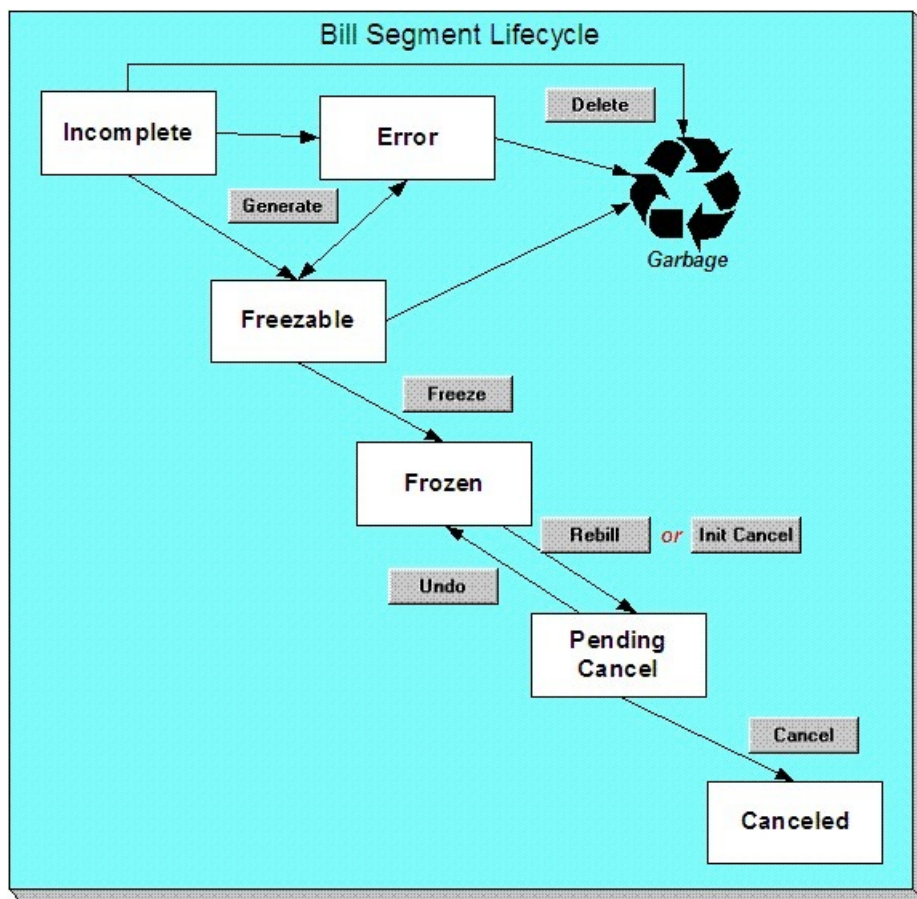 Bill Segment Lifecycle
Incomplete
Error
Delete
Generate
Garbage
Freezable
Freeze
Frozen
Rebill or Init Cancel
Undo
Pending
Cancel
Cancel
Canceled